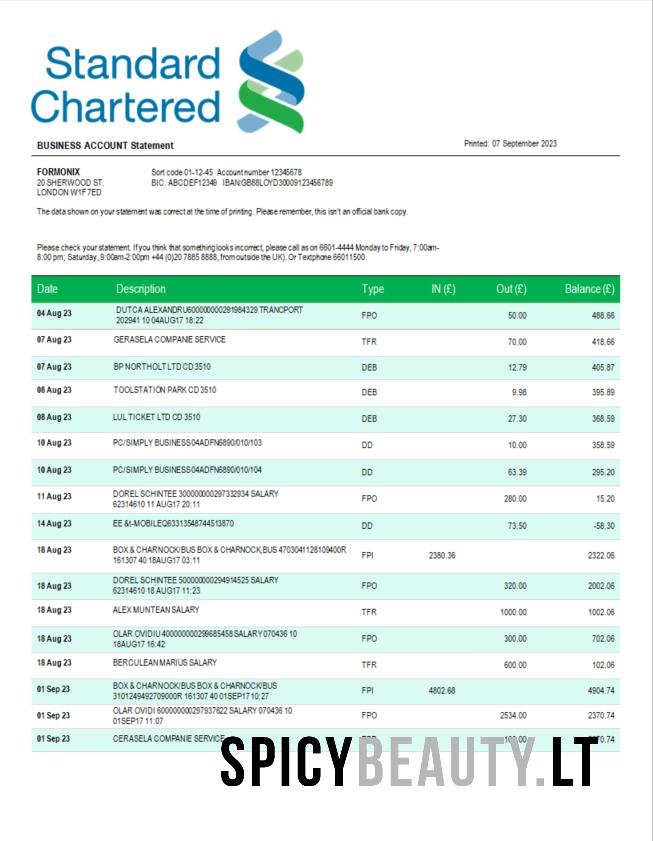 Standard
Chartered
BUSINESS ACCOUNT Statement
Printed: 07 September 2023
FORMONIX
20 SHERWOOD ST.
LONDON W1F7ED
Sort code 01-12-45 Account number 12345678
BIC. ABCDEF12349 IBAN:GB88LOYD30009123456789
The data shown on your statement was correct at the time of printing. Please remember, this isn't an official bank copy.
Please check your statement. If you think that something looks incorrect, please call as on 6601-4444 Monday to Friday, 7:00am-
8:00 pm; Saturday, 9:00am-2:00pm +44 (0)20 7885 8888, from outside the UK). Or Textphone 66011500.
Date Description Type IN (£) Out (£) Balance (£)
04 Aug 23 DUTCA ALEXANDRU600000000291984329 TRANCPORT FPO 50.00 488.66
202941 10 04AUG17 18:22
07 Aug 23 GERASELA COMPANIE SERVICE TFR 70.00 418.66
07 Aug 23 BP NORTHOLT LTD CD 3510 DEB 12.79 405.87
08 Aug 23 TOOLSTATION PARK CD 3510 DEB 9.98 395.89
08 Aug 23 LUL TICKET LTD CD 3510 DEB 27.30 368.59
10 Aug 23 PC/SIMPLY BUSINESS04ADFN6890/010/103 DD 10.00 358.59
10 Aug 23 PC/SIMPLY BUSINESS04ADFN6890/010/104 DD 63.39 295.20
11 Aug 23 DOREL SCHINTEE 300000000297332934 SALARY FPO 280.00 15.20
62314610 11 AUG17 20:11
14 Aug 23 EE &t-MOBILEQ63313548744513870 DD 73.50 -58.30
18 Aug 23 BOX & CHARNOCK/BUS BOX & CHARNOCK,BUS 4703041128109400R FPI 2380.36 2322.06
161307 40 18AUG17 03:11
18 Aug 23 DOREL SCHINTEE 500000000294914525 SALARY FPO 320.00 2002.06
62314610 18 AUG17 11:23
18 Aug 23 ALEX MUNTEAN SALARY TFR 1000.00 1002.06
18 Aug 23 OLAR OVIDIU 400000000299685458 SALARY 070436 10 FPO 300.00 702.06
18AUG17 16:42
18 Aug 23 BERCULEAN MARIUS SALARY TFR 600.00 102.06
01 Sep 23 BOX & CHARNOCK/BUS BOX & CHARNOCK/BUS FPI 4802.68 4904.74
3101249492709000R 161307 40 01SEP17 10:27
01 Sep 23 OLAR OVIDI 600000000297937622 SALARY 070436 10 FPO 2534.00 2370.74
01SEP17 11:07
01 Sep 23 CERASELA COMPANIE SERVICE
SPICYBEAUTY.LT